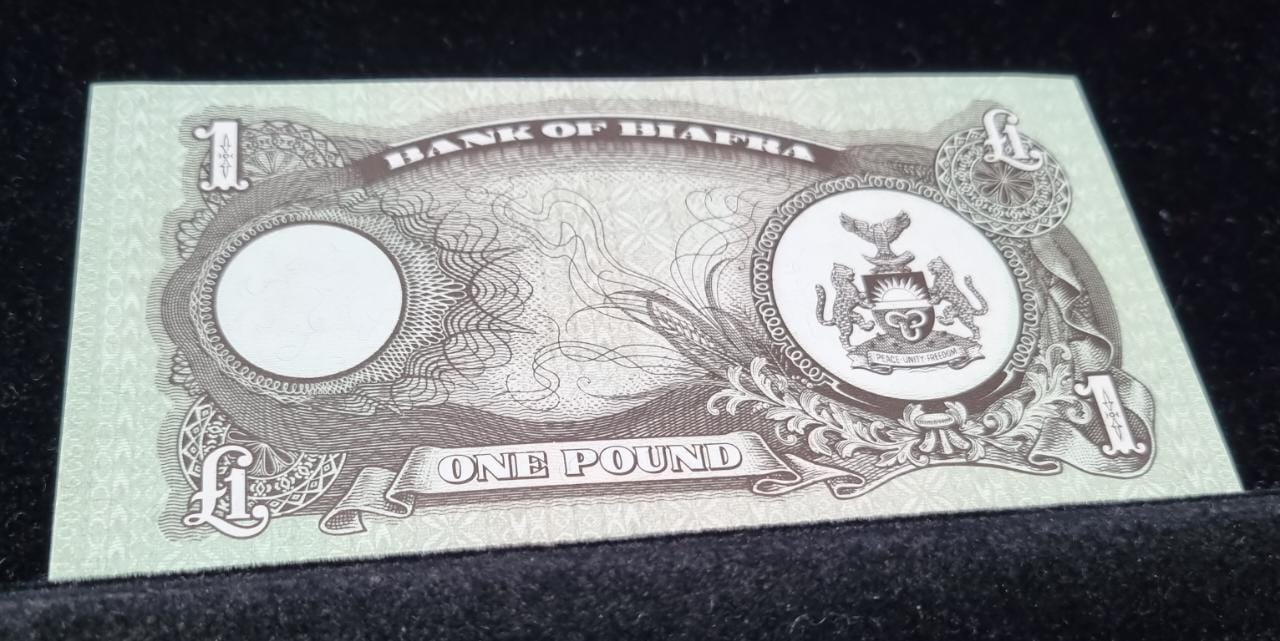 1
BANK OF BIAFRA
£1
PEACE·UNITY·FREEDOM
1
ONE POUND
£1